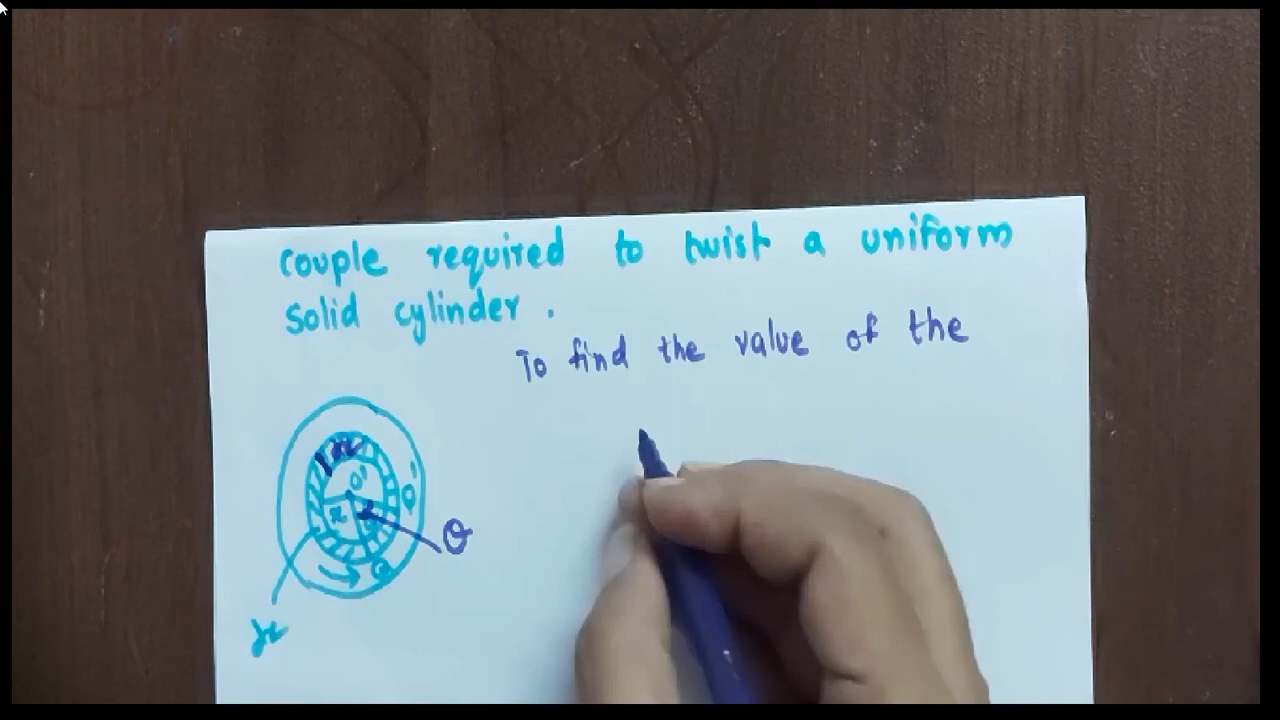 couple required to twist a uniform
solid cylinder .
To find the value of the
O'
x
θ